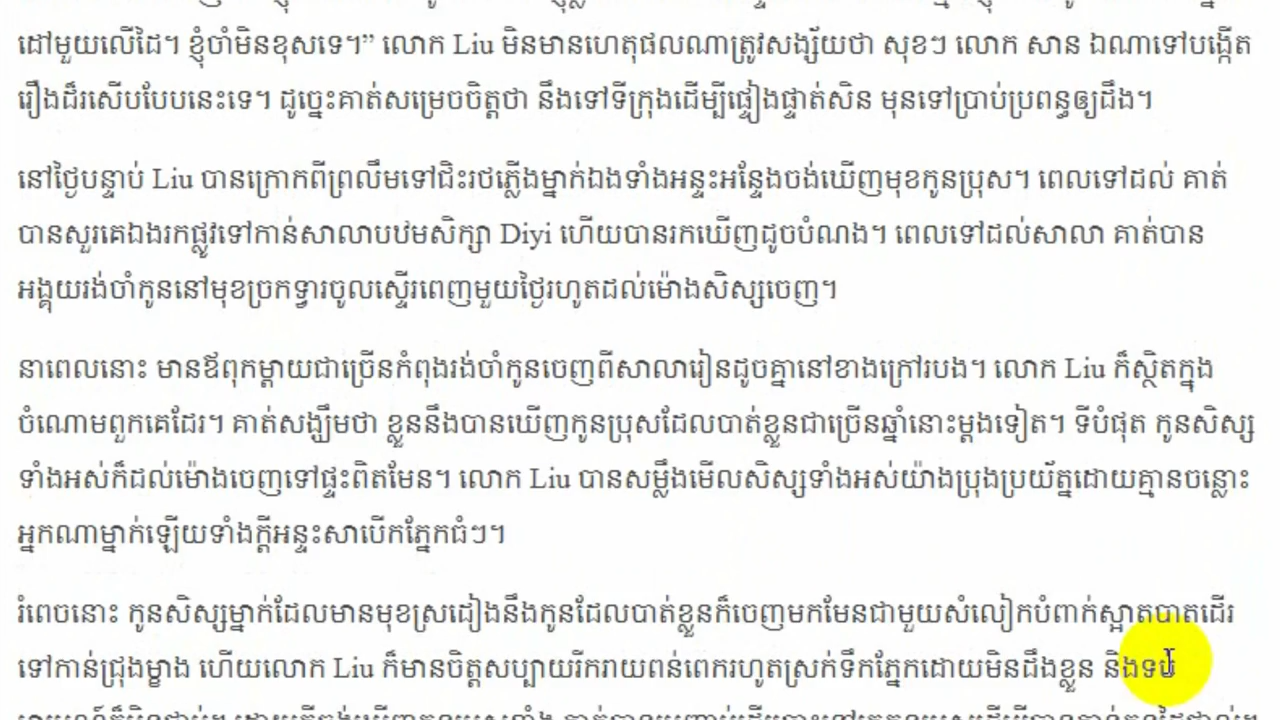 ដៅមួយលើដៃ។ ខ្ញុំចាំមិនខុសទេ។” លោក Liu មិនមានហេតុផលណាត្រូវសង្ស័យថា សុខៗ លោក សាន ឯណាទៅបង្កើត
រឿងដ៏រសើបបែបនេះទេ។ ដូច្នេះគាត់សម្រេចចិត្តថា នឹងទៅទីក្រុងដើម្បីផ្ទៀងផ្ទាត់សិន មុនទៅប្រាប់ប្រពន្ធឲ្យដឹង។
នៅថ្ងៃបន្ទាប់ Liu បានក្រោកពីព្រលឹមទៅជិះរថភ្លើងម្នាក់ឯងទាំងអន្ទះអន្ទែងចង់ឃើញមុខកូនប្រុស។ ពេលទៅដល់ គាត់
បានសួរគេឯងរកផ្លូវទៅកាន់សាលាបឋមសិក្សា Diyi ហើយបានរកឃើញដូចបំណង។ ពេលទៅដល់សាលា គាត់បាន
អង្គុយរង់ចាំកូននៅមុខច្រកទ្វារចូលស្ទើរពេញមួយថ្ងៃរហូតដល់ម៉ោងសិស្សចេញ។
នាពេលនោះ មានឪពុកម្តាយជាច្រើនកំពុងរង់ចាំកូនចេញពីសាលារៀនដូចគ្នានៅខាងក្រៅរបង។ លោក Liu ក៏ស្ថិតក្នុង
ចំណោមពួកគេដែរ។ គាត់សង្ឃឹមថា ខ្លួននឹងបានឃើញកូនប្រុសដែលបាត់ខ្លួនជាច្រើនឆ្នាំនោះម្តងទៀត។ ទីបំផុត កូនសិស្ស
ទាំងអស់ក៏ដល់ម៉ោងចេញទៅផ្ទះពិតមែន។ លោក Liu បានសម្លឹងមើលសិស្សទាំងអស់យ៉ាងប្រុងប្រយ័ត្នដោយគ្មានចន្លោះ
អ្នកណាម្នាក់ឡើយទាំងក្តីអន្ទះសាបើកភ្នែកធំៗ។
រំពេចនោះ កូនសិស្សម្នាក់ដែលមានមុខស្រដៀងនឹងកូនដែលបាត់ខ្លួនក៏ចេញមកមែនជាមួយសំលៀកបំពាក់ស្អាតបាតដើរ
ទៅកាន់ជ្រុងម្ខាង ហើយលោក Liu ក៏មានចិត្តសប្បាយរីករាយពន់ពេករហូតស្រក់ទឹកភ្នែកដោយមិនដឹងខ្លួន និងទប់